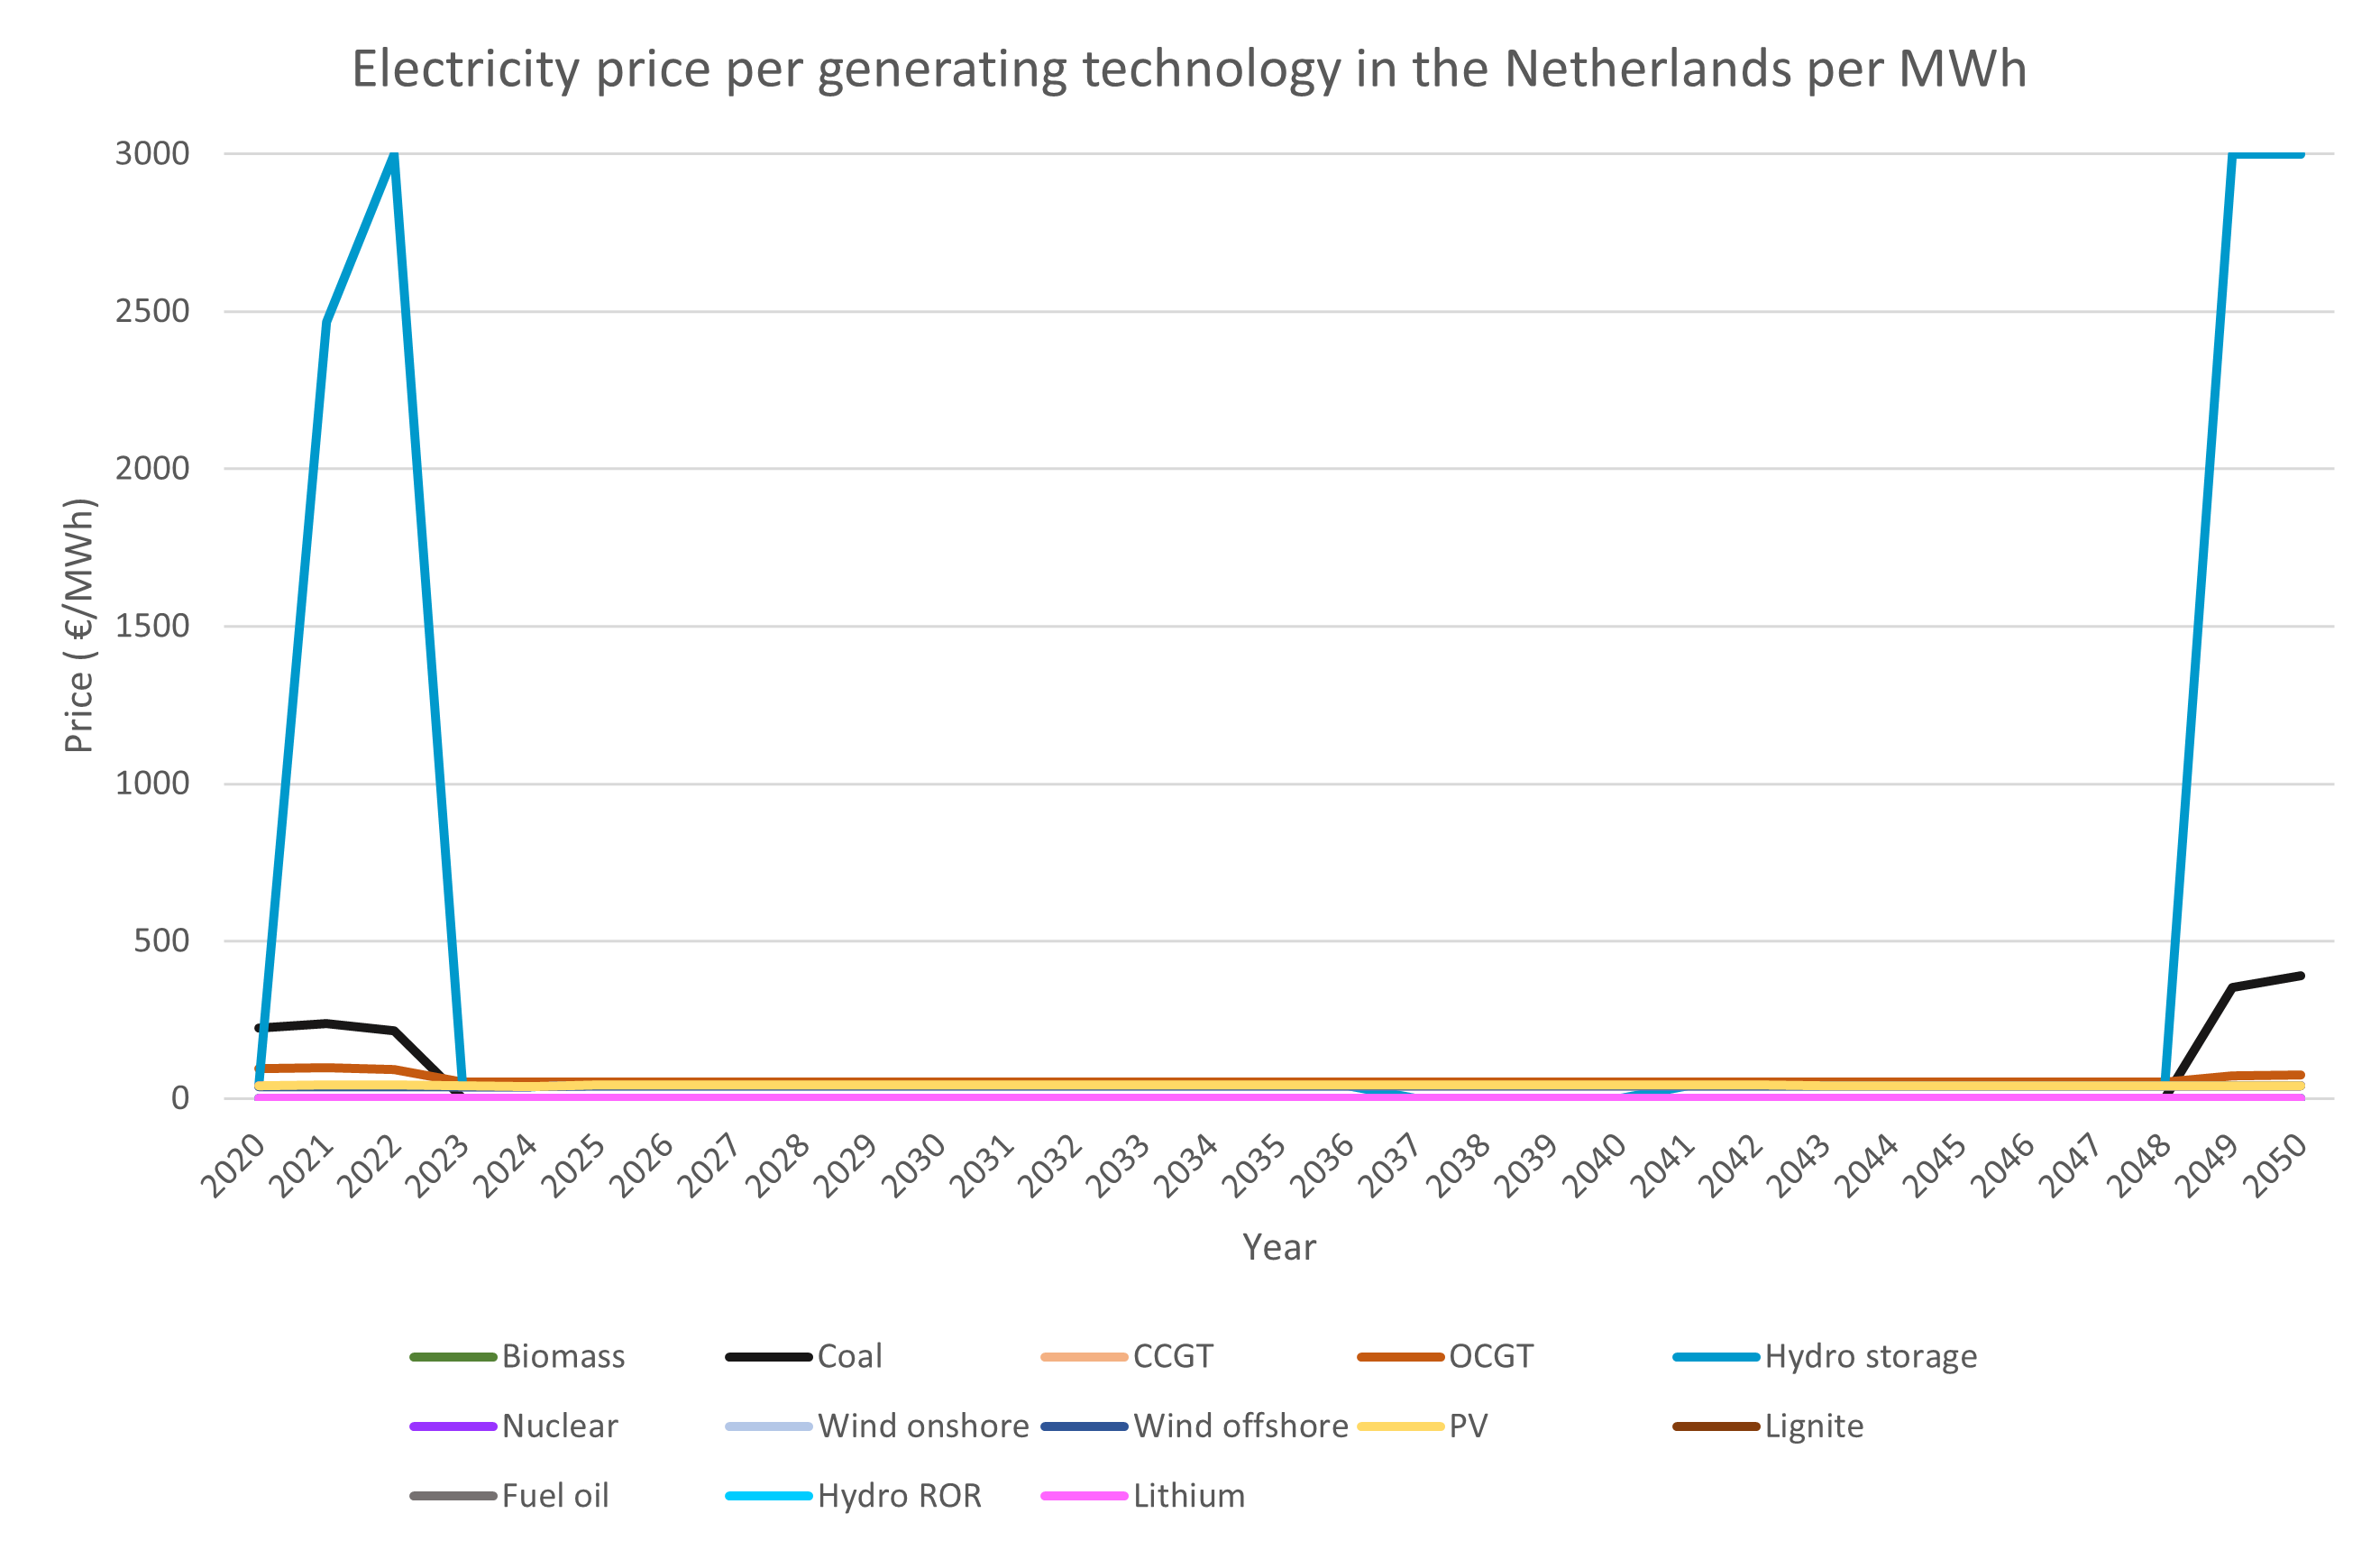 Electricity price per generating technology in the Netherlands per MWh
3000
2500
2000
1500
1000
500
0
Price ( €/MWh)
2020 2021 2022 2023 2024 2025 2026 2027 2028 2029 2030 2031 2032 2033 2034 2035 2036 2037 2038 2039 2040 2041 2042 2043 2044 2045 2046 2047 2048 2049 2050
Year
Biomass Coal CCGT OCGT Hydro storage
Nuclear Wind onshore Wind offshore PV Lignite
Fuel oil Hydro ROR Lithium